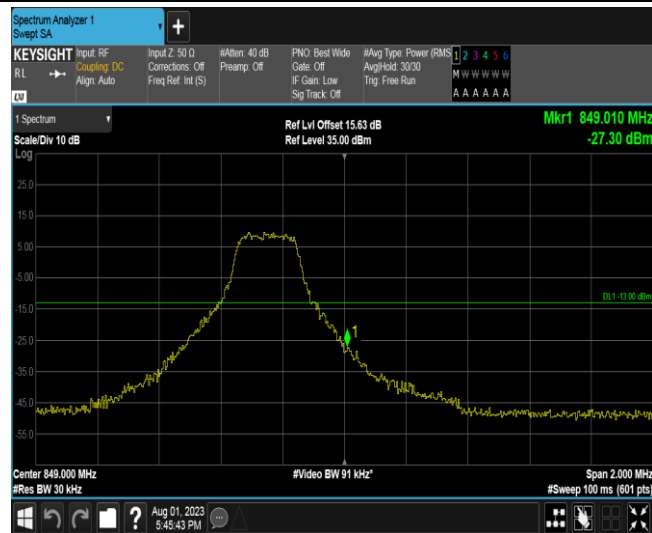 Spectrum Analyzer 1
Swept SA
+
KEYSIGHT
RL
LXI
Input: RF
Coupling: DC
Align: Auto
Input Z: 50 Ω
Corrections: Off
Freq Ref: Int (S)
#Atten: 40 dB
Preamp: Off
PNO: Best Wide
Gate: Off
IF Gain: Low
Sig Track: Off
#Avg Type: Power (RMS
Avg|Hold: 30/30
Trig: Free Run
1 2 3 4 5 6
M W W W W W
A A A A A A
1 Spectrum
Scale/Div 10 dB
Ref Lvl Offset 15.63 dB
Ref Level 35.00 dBm
Mkr1 849.010 MHz
-27.30 dBm
Log
25.0
15.0
5.00
-5.00
DL1 -13.00 dBm
-15.0
1
-25.0
-35.0
-45.0
-55.0
Center 849.000 MHz
#Video BW 91 kHz*
Span 2.000 MHz
#Res BW 30 kHz
#Sweep 100 ms (601 pts)
?
Aug 01, 2023
5:45:43 PM